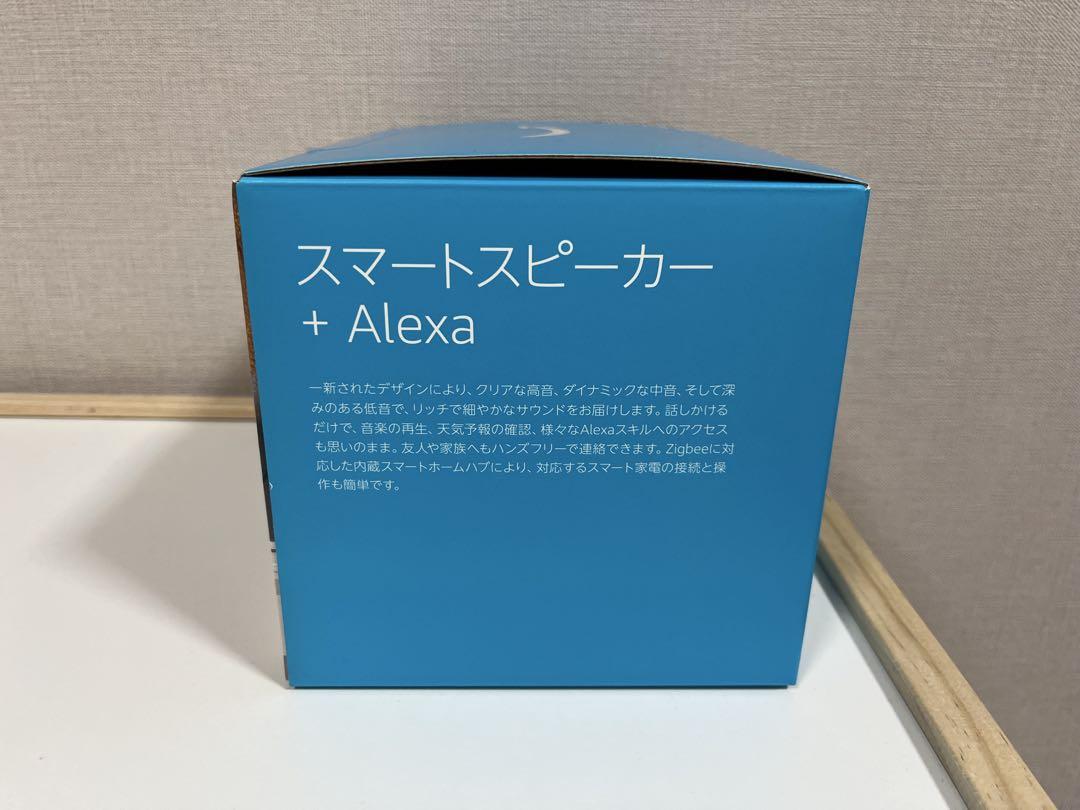 スマートスピーカー
+ Alexa
一新されたデザインにより、クリアな高音、ダイナミックな中音、そして深
みのある低音で、リッチで細やかなサウンドをお届けします。話しかける
だけで、音楽の再生、天気予報の確認、様々なAlexaスキルへのアクセス
も思いのまま。友人や家族へもハンズフリーで連絡できます。Zigbeeに対
応した内蔵スマートホームハブにより、対応するスマート家電の接続と操
作も簡単です。